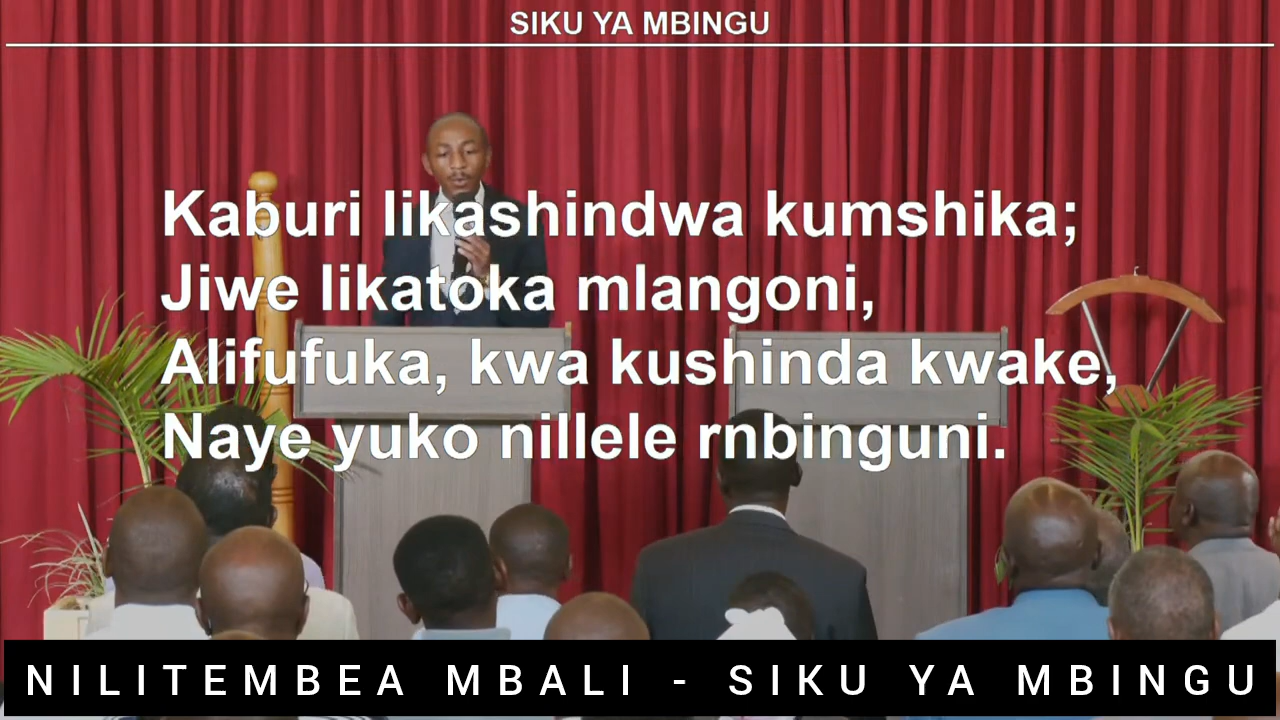 SIKU YA MBINGU
Kaburi likashindwa kumshika;
Jiwe likatoka mlangoni,
Alifufuka, kwa kushinda kwake,
Naye yuko nillele rnbinguni.
NILITEMBEA MBALI - SIKU YA MBINGU